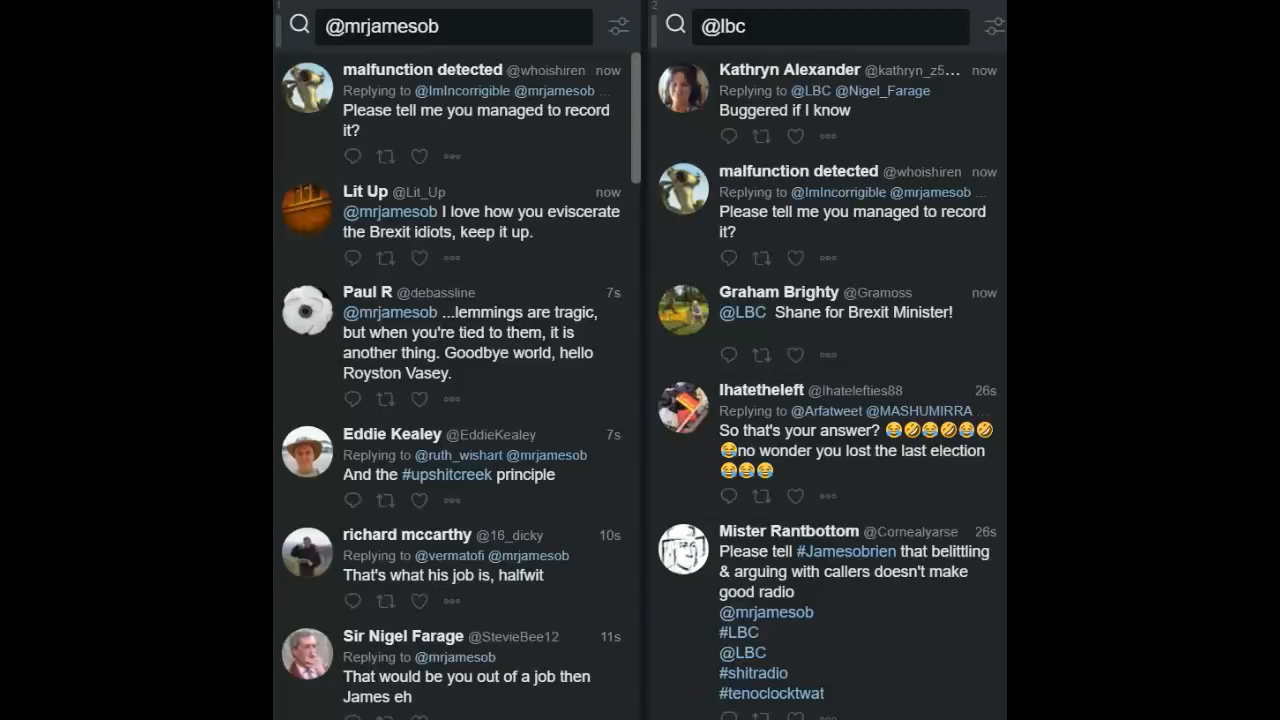 1
@mrjamesob
malfunction detected @whoishiren now
Replying to @ImIncorrigible @mrjamesob ...
Please tell me you managed to record
it?
Lit Up @Lit_Up now
@mrjamesob I love how you eviscerate
the Brexit idiots, keep it up.
Paul R @debassline 7s
@mrjamesob ...lemmings are tragic,
but when you're tied to them, it is
another thing. Goodbye world, hello
Royston Vasey.
Eddie Kealey @EddieKealey 7s
Replying to @ruth_wishart @mrjamesob
And the #upshitcreek principle
richard mccarthy @16_dicky 10s
Replying to @vermatofi @mrjamesob
That's what his job is, halfwit
Sir Nigel Farage @StevieBee12 11s
Replying to @mrjamesob
That would be you out of a job then
James eh
2
@lbc
Kathryn Alexander @kathryn_z5... now
Replying to @LBC @Nigel_Farage
Buggered if I know
malfunction detected @whoishiren now
Replying to @ImIncorrigible @mrjamesob ...
Please tell me you managed to record
it?
Graham Brighty @Gramoss now
@LBC Shane for Brexit Minister!
Ihatetheleft @Ihatelefties88 26s
Replying to @Arfatweet @MASHUMIRRA ...
So that's your answer? 😂🤣😂🤣😂🤣
😂no wonder you lost the last election
😂😂😂
Mister Rantbottom @Cornealyarse 26s
Please tell #Jamesobrien that belittling
& arguing with callers doesn't make
good radio
@mrjamesob
#LBC
@LBC
#shitradio
#tenoclocktwat